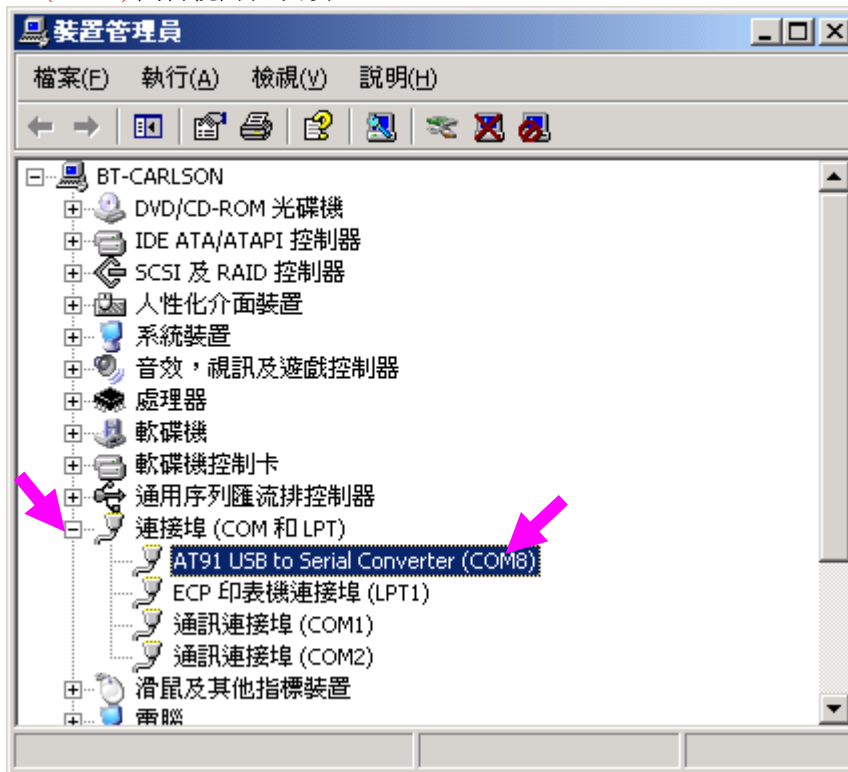 裝置管理員
檔案(F) 執行(A) 檢視(V) 説明(H)
BT-CARLSON
DVD/CD-ROM 光碟機
IDE ATA/ATAPI 控制器
SCSI 及 RAID 控制器
人性化介面裝置
系統裝置
音效，視訊及遊戲控制器
處理器
軟碟機
軟碟機控制卡
通用序列匯流排控制器
連接埠 (COM 和 LPT)
AT91 USB to Serial Converter (COM8)
ECP 印表機連接埠 (LPT1)
通訊連接埠 (COM1)
通訊連接埠 (COM2)
滑鼠及其他指標裝置
電腦